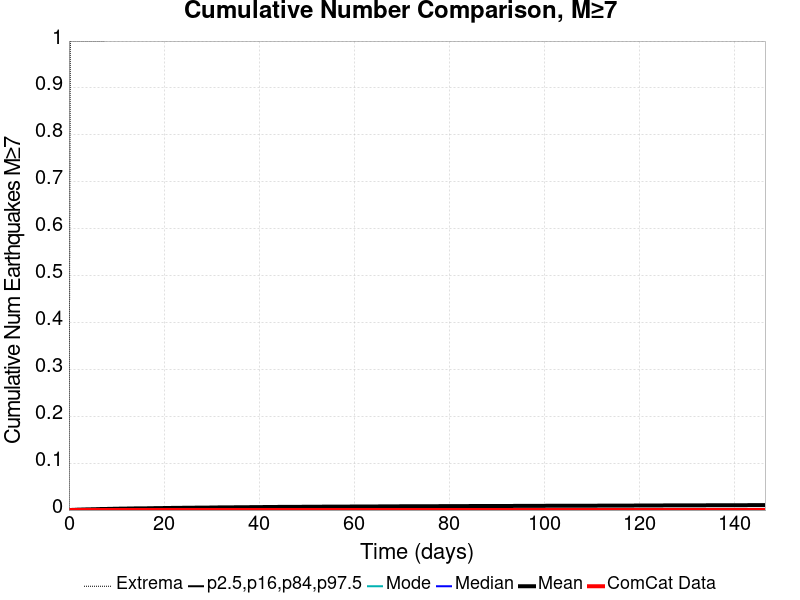 Cumulative Number Comparison, M≥7
Cumulative Num Earthquakes M≥7
1
0.9
0.8
0.7
0.6
0.5
0.4
0.3
0.2
0.1
0
0 20 40 60 80 100 120 140
Time (days)
Extrema p2.5,p16,p84,p97.5 Mode Median Mean ComCat Data